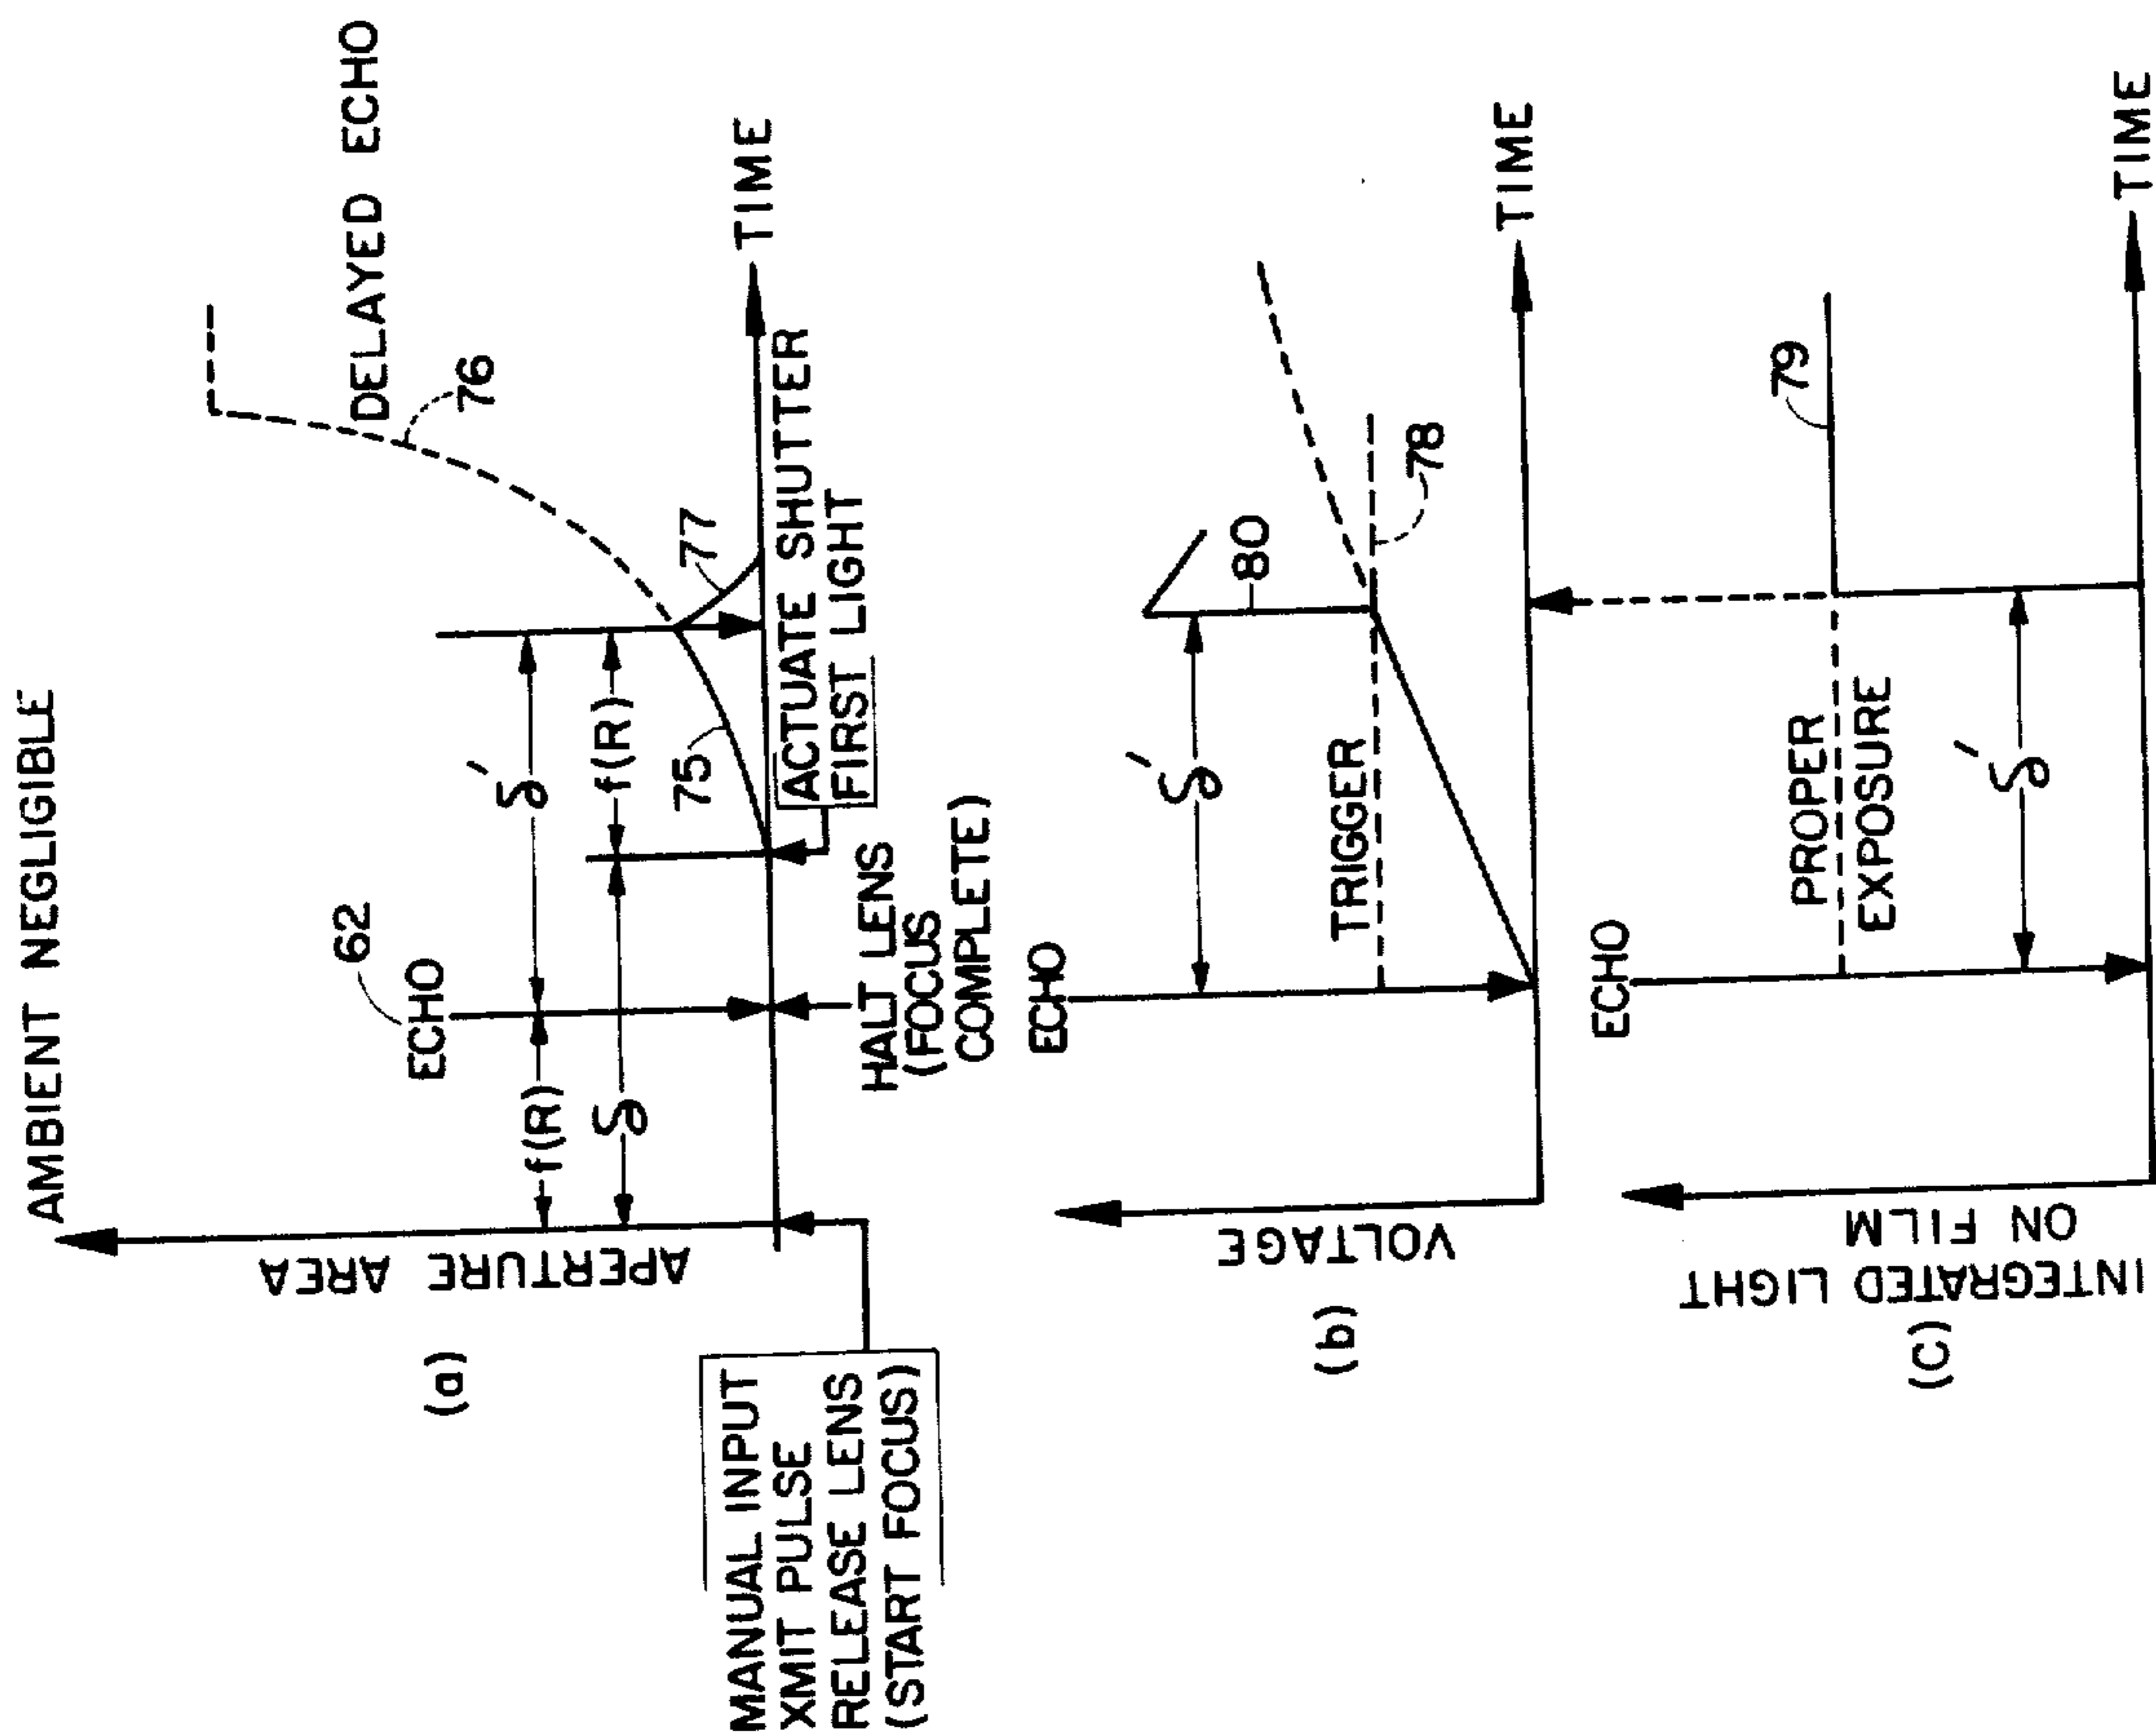 AMBIENT NEGLIGIBLE
(a)
APERTURE AREA
62
ECHO
f(R)
δ'
δ
f(R)
75
77
76
DELAYED ECHO
TIME
MANUAL INPUT
XMIT PULSE
RELEASE LENS
(START FOCUS)
HALT LENS
(FOCUS
COMPLETE)
ACTUATE SHUTTER
FIRST LIGHT
(b)
VOLTAGE
ECHO
δ'
80
TRIGGER
78
TIME
(C)
INTEGRATED LIGHT
ON FILM
ECHO
PROPER
EXPOSURE
δ'
79
TIME